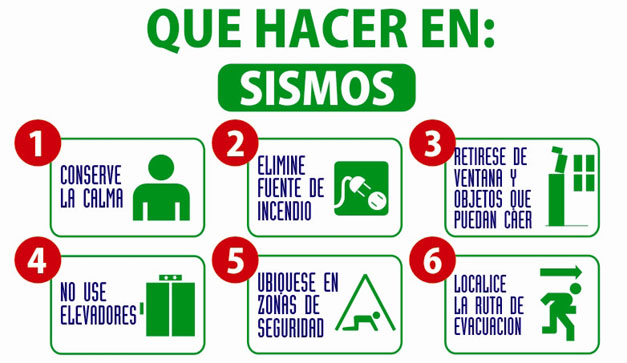 QUE HACER EN:
SISMOS
1
CONSERVE
LA CALMA
2
ELIMINE
FUENTE DE
INCENDIO
3
RETIRESE DE
VENTANA Y
OBJETOS QUE
PUEDAN CAER
4
NO USE
ELEVADORES
5
UBIQUESE EN
ZONAS DE
SEGURIDAD
6
LOCALICE
LA RUTA DE
EVACUACION